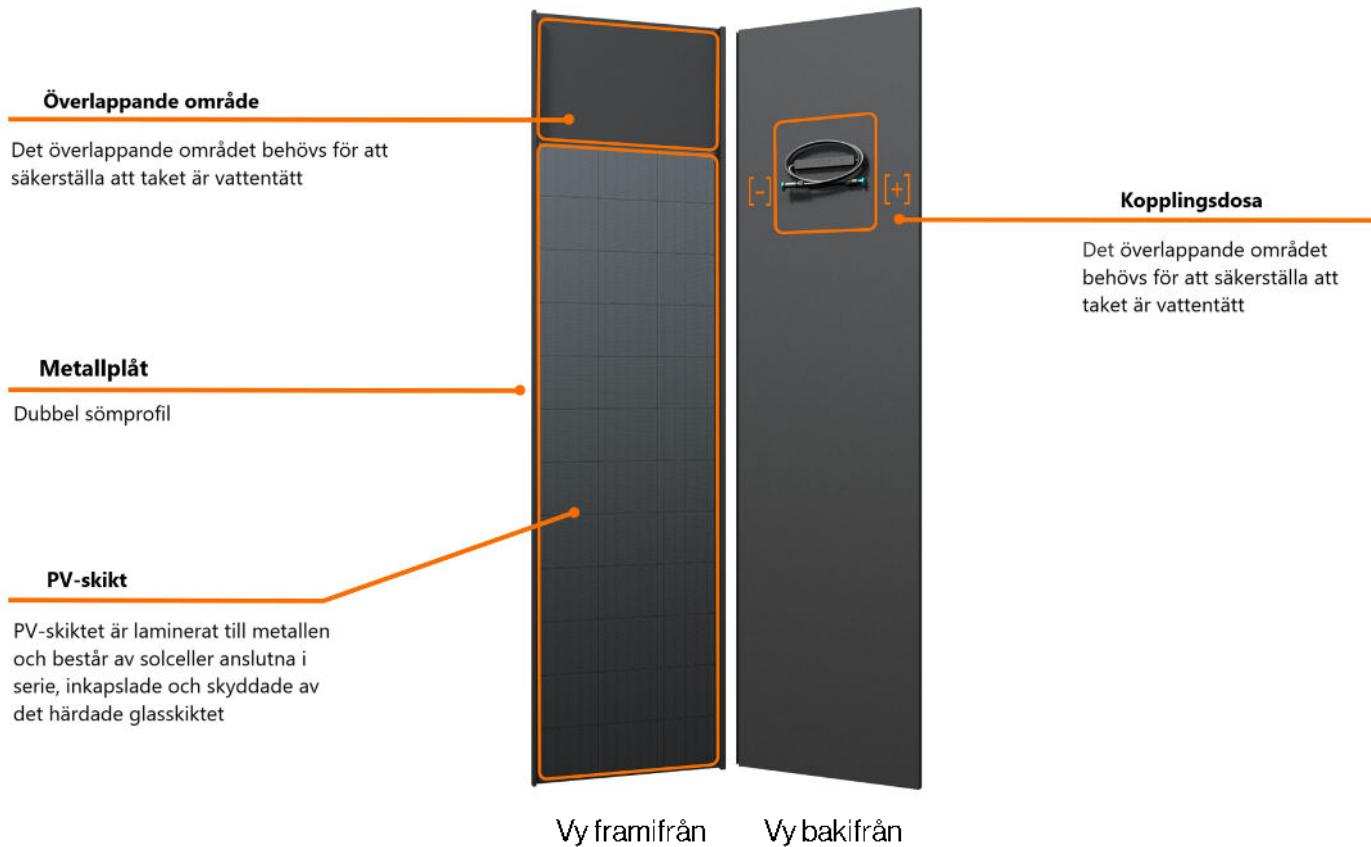 Överlappande område
Det överlappande området behövs för att
säkerställa att taket är vattentätt
[-]
[+]
Kopplingsdosa
Det överlappande området
behövs för att säkerställa att
taket är vattentätt
Metallplåt
Dubbel sömprofil
PV-skikt
PV-skiktet är laminerat till metallen
och består av solceller anslutna i
serie, inkapslade och skyddade av
det härdade glasskiktet
Vy framifrån
Vy bakifrån